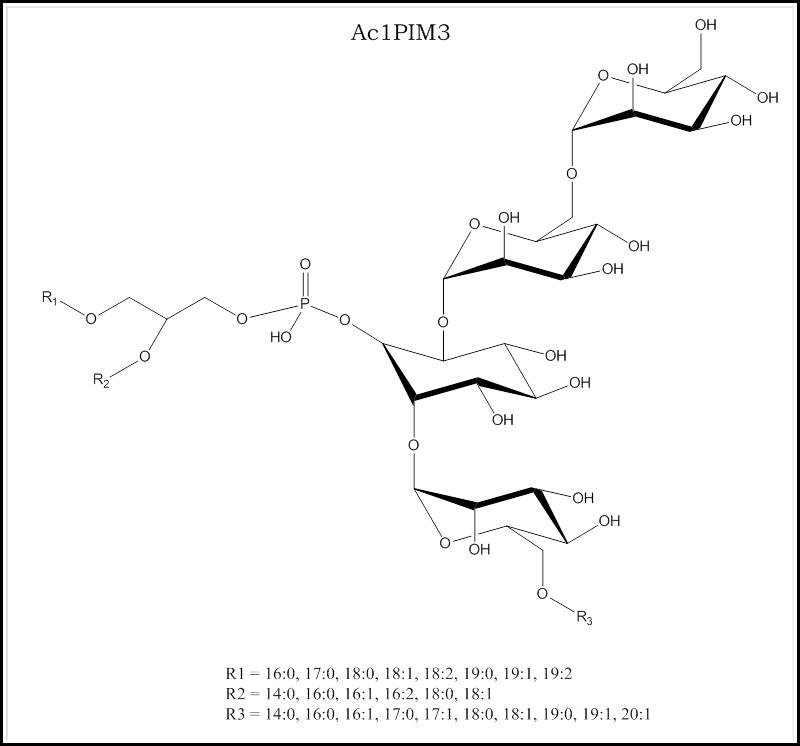 Ac1PIM3
OH
O
OH
OH
OH
O
O
OH
OH
OH
O
P
R1
O
O
O
O
HO
O
R2
OH
OH
OH
O
OH
OH
O
OH
O
R3
R1 = 16:0, 17:0, 18:0, 18:1, 18:2, 19:0, 19:1, 19:2
R2 = 14:0, 16:0, 16:1, 16:2, 18:0, 18:1
R3 = 14:0, 16:0, 16:1, 17:0, 17:1, 18:0, 18:1, 19:0, 19:1, 20:1